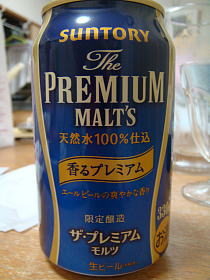 SUNTORY
The
PREMIUM
MALT'S
天然水100%仕込
香るプレミアム
エールビールの爽やかな香り
限定醸造
ザ・プレミアム
モルツ
生ビール